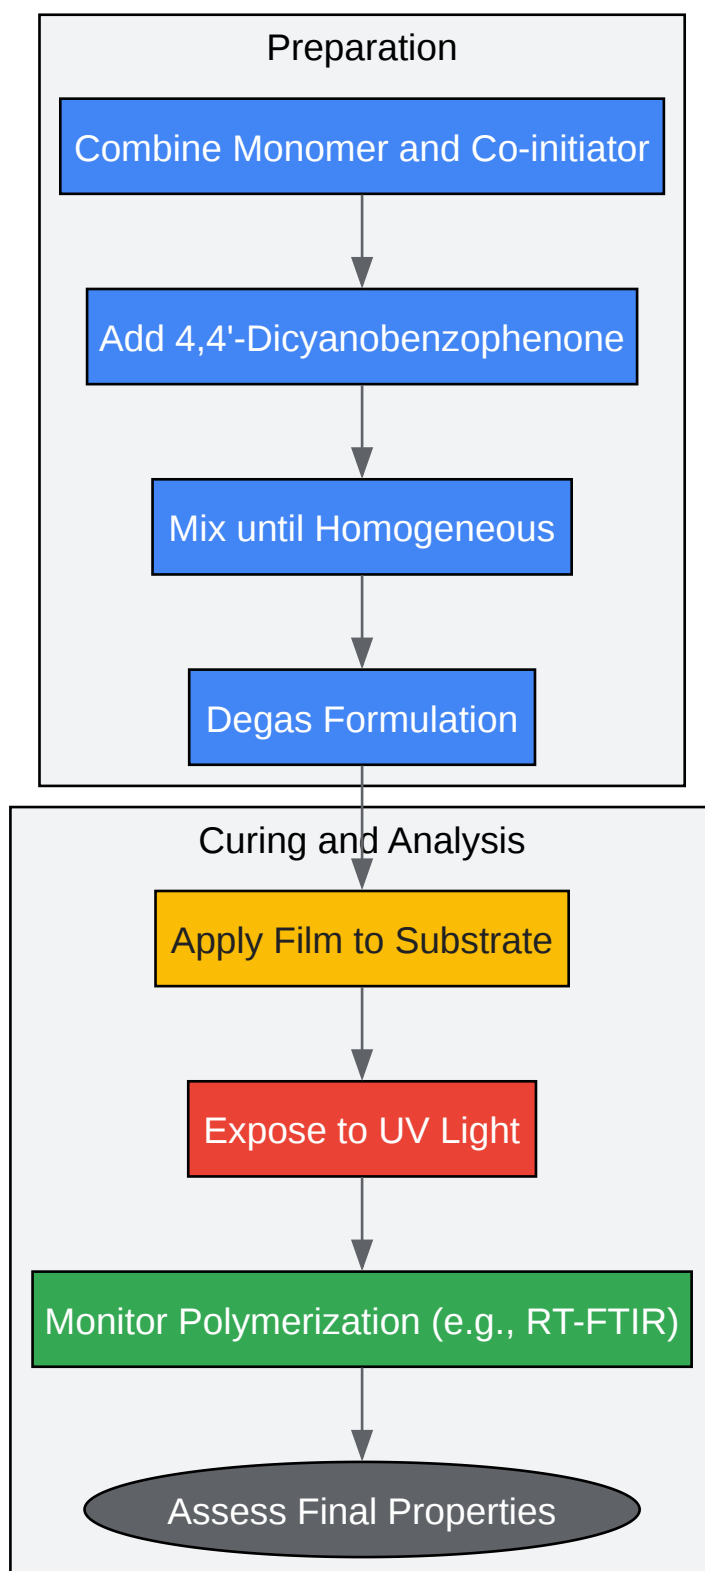 Preparation
Combine Monomer and Co-initiator
Add 4,4'-Dicyanobenzophenone
Mix until Homogeneous
Degas Formulation
Curing and Analysis
Apply Film to Substrate
Expose to UV Light
Monitor Polymerization (e.g., RT-FTIR)
Assess Final Properties